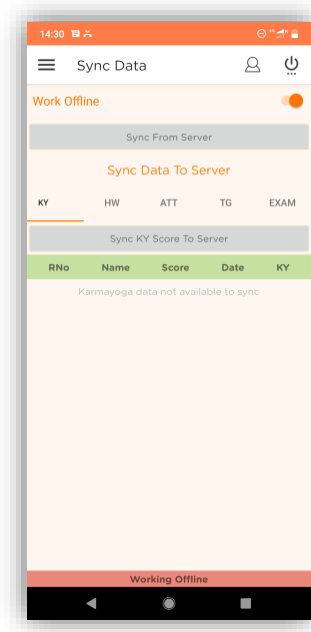 14:30
Sync Data
Work Offline
Sync From Server
Sync Data To Server
KY HW ATT TG EXAM
Sync KY Score To Server
RNo Name Score Date KY
Karmayoga data not available to sync
Working Offline